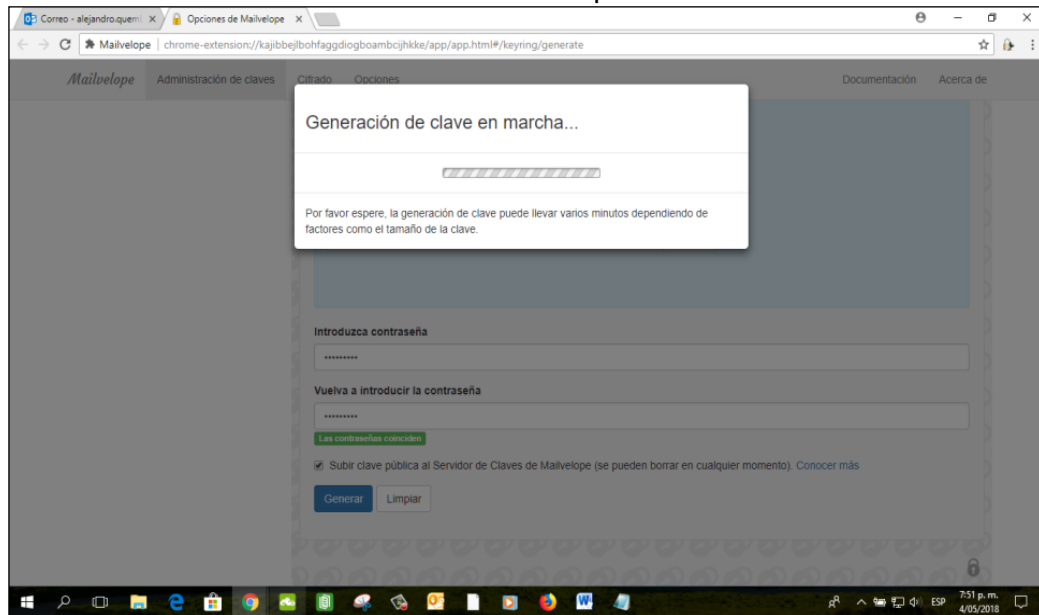 Correo - alejandro.quemi
Opciones de Mailvelope
Mailvelope | chrome-extension://kajibbejlbohfaggdiogboambcijhkke/app/app.html#/keyring/generate
Mailvelope Administración de claves Cifrado Opciones Documentación Acerca de
Generación de clave en marcha...
Por favor espere, la generación de clave puede llevar varios minutos dependiendo de
factores como el tamaño de la clave.
Introduzca contraseña
•••••••••
Vuelva a introducir la contraseña
•••••••••
Las contraseñas coinciden
Subir clave pública al Servidor de Claves de Mailvelope (se pueden borrar en cualquier momento). Conocer más
Generar Limpiar
ESP
7:51 p. m.
4/05/2018